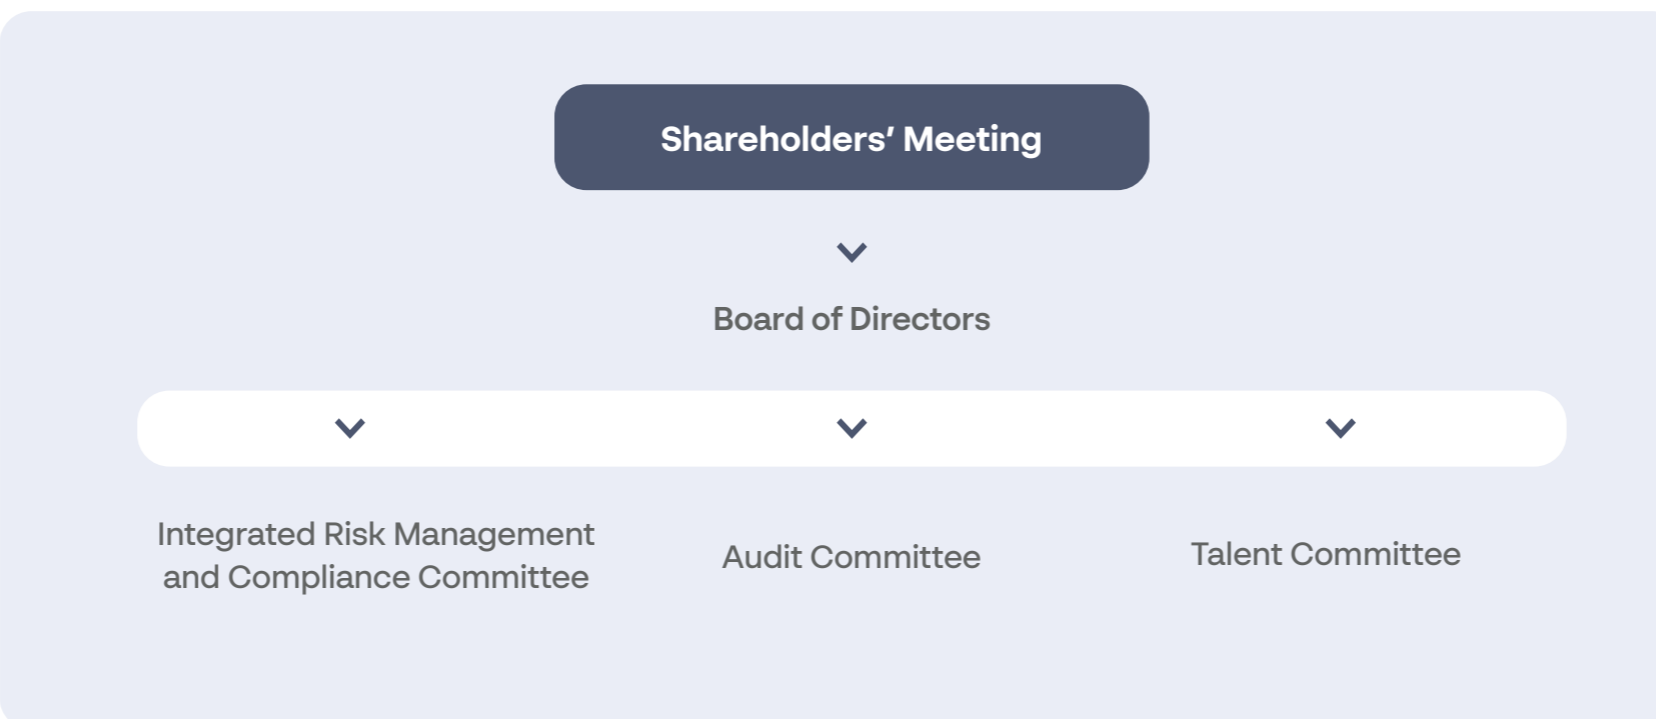 Shareholders’ Meeting
Board of Directors
Integrated Risk Management
and Compliance Committee
Audit Committee
Talent Committee